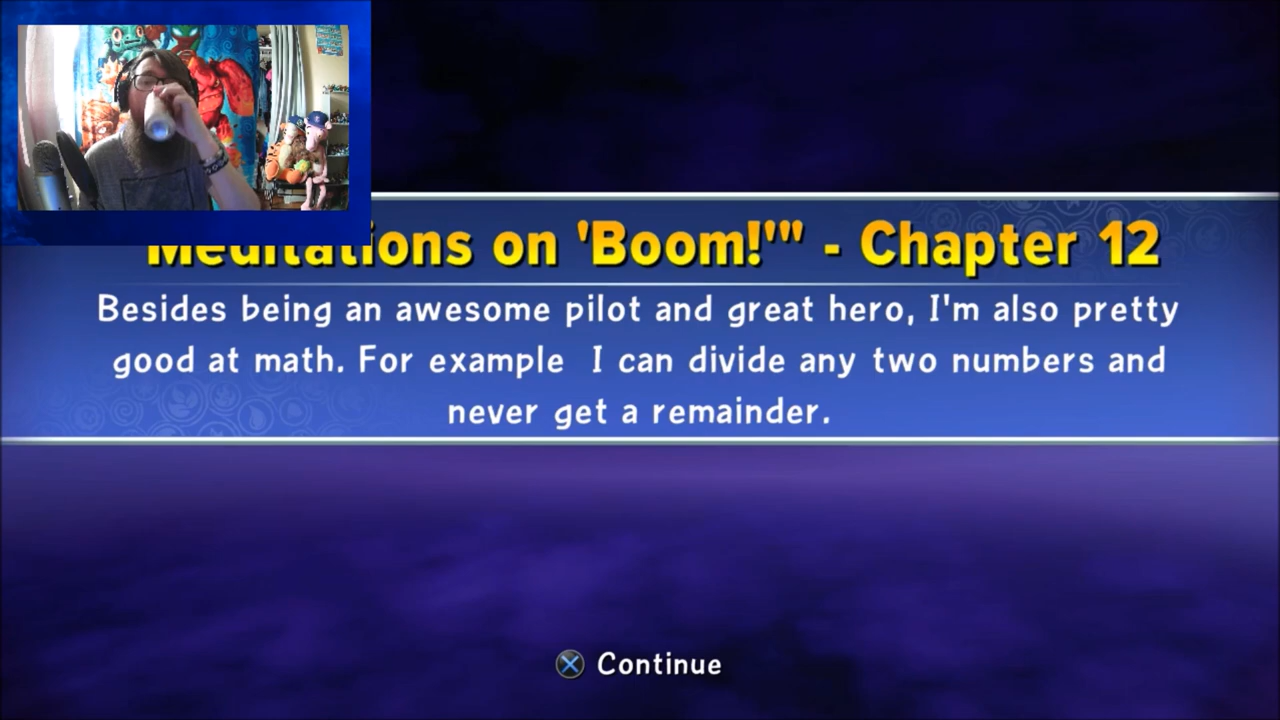 Meditations on 'Boom!'" - Chapter 12
Besides being an awesome pilot and great hero, I'm also pretty
good at math. For example  I can divide any two numbers and
never get a remainder.
Continue